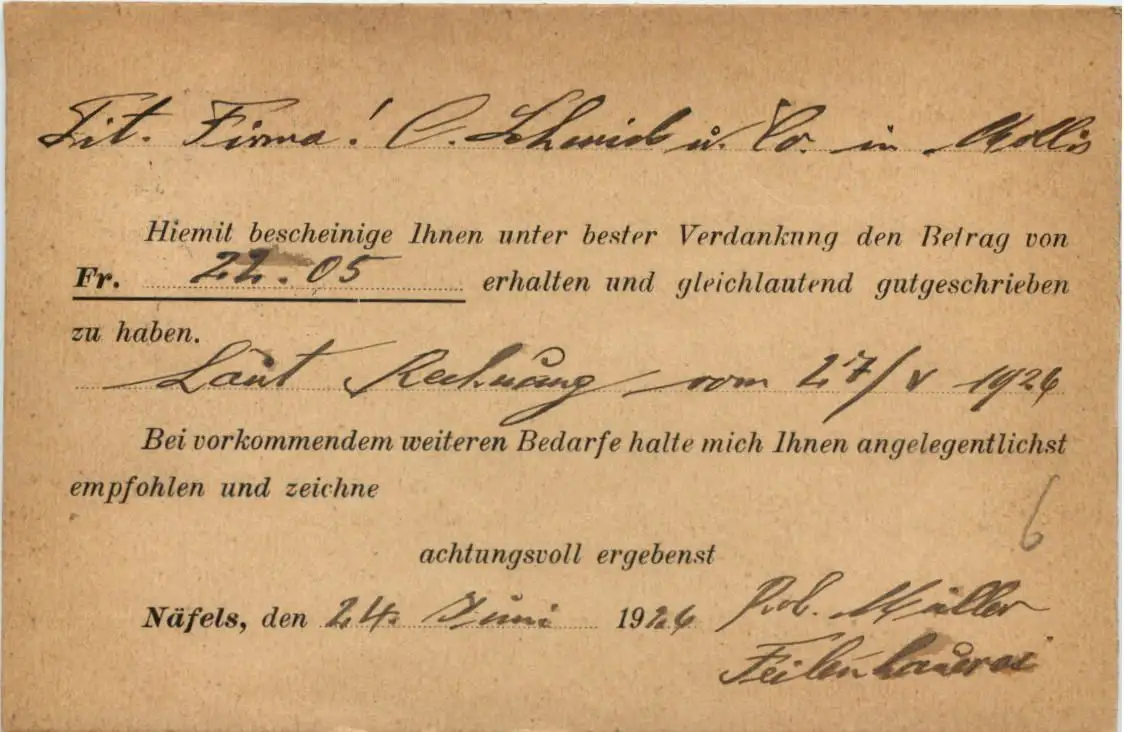 Tit. Firma! C. Schmid u. Co. in Mollis
Hiemit bescheinige Ihnen unter bester Verdankung den Betrag von
Fr. 22.05 erhalten und gleichlautend gutgeschrieben
zu haben.
Laut Rechnung vom 27/V 1926
Bei vorkommendem weiteren Bedarfe halte mich Ihnen angelegentlichst
empfohlen und zeichne
6
achtungsvoll ergebenst
Näfels, den 24. Juni 1926 Rob. Müller
Feilenhauerei